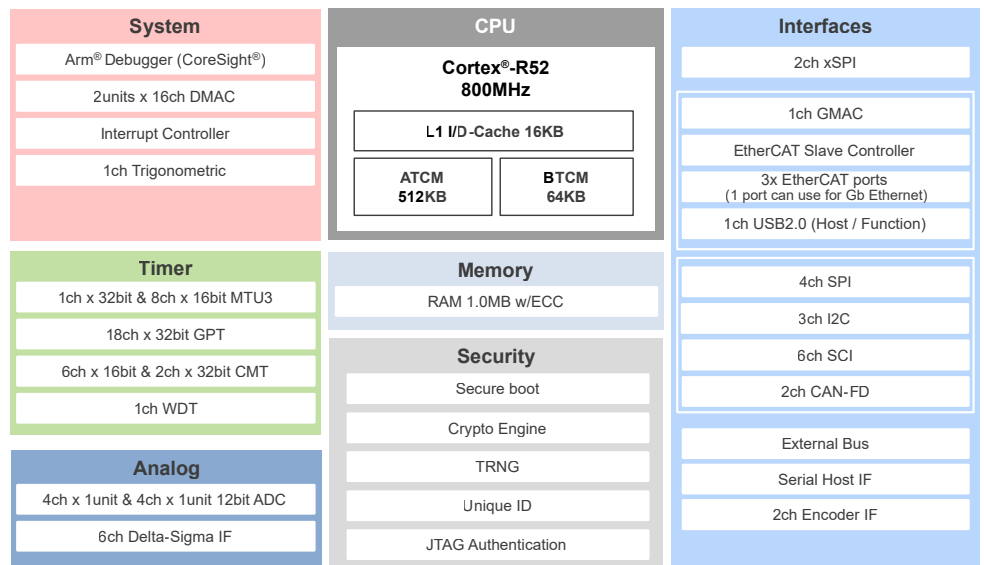 System
Arm® Debugger (CoreSight®)
2units x 16ch DMAC
Interrupt Controller
1ch Trigonometric
Timer
1ch x 32bit & 8ch x 16bit MTU3
18ch x 32bit GPT
6ch x 16bit & 2ch x 32bit CMT
1ch WDT
Analog
4ch x 1unit & 4ch x 1unit 12bit ADC
6ch Delta-Sigma IF
CPU
Cortex®-R52
800MHz
L1 I/D-Cache 16KB
ATCM
512KB
BTCM
64KB
Memory
RAM 1.0MB w/ECC
Security
Secure boot
Crypto Engine
TRNG
Unique ID
JTAG Authentication
Interfaces
2ch xSPI
1ch GMAC
EtherCAT Slave Controller
3x EtherCAT ports
(1 port can use for Gb Ethernet)
1ch USB2.0 (Host / Function)
4ch SPI
3ch I2C
6ch SCI
2ch CAN-FD
External Bus
Serial Host IF
2ch Encoder IF